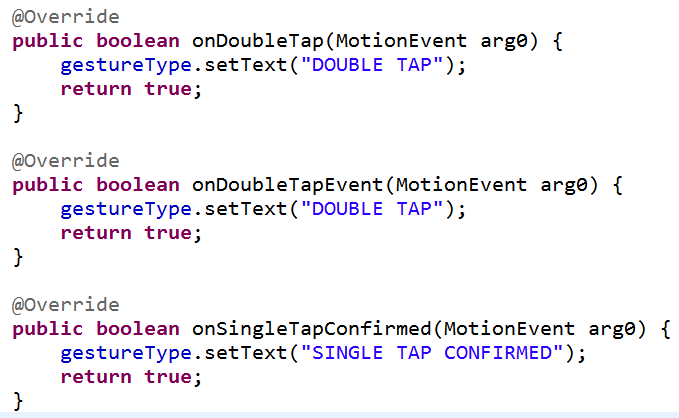 @Override
public boolean onDoubleTap(MotionEvent arg0) {
    gestureType.setText("DOUBLE TAP");
    return true;
}

@Override
public boolean onDoubleTapEvent(MotionEvent arg0) {
    gestureType.setText("DOUBLE TAP");
    return true;
}

@Override
public boolean onSingleTapConfirmed(MotionEvent arg0) {
    gestureType.setText("SINGLE TAP CONFIRMED");
    return true;
}